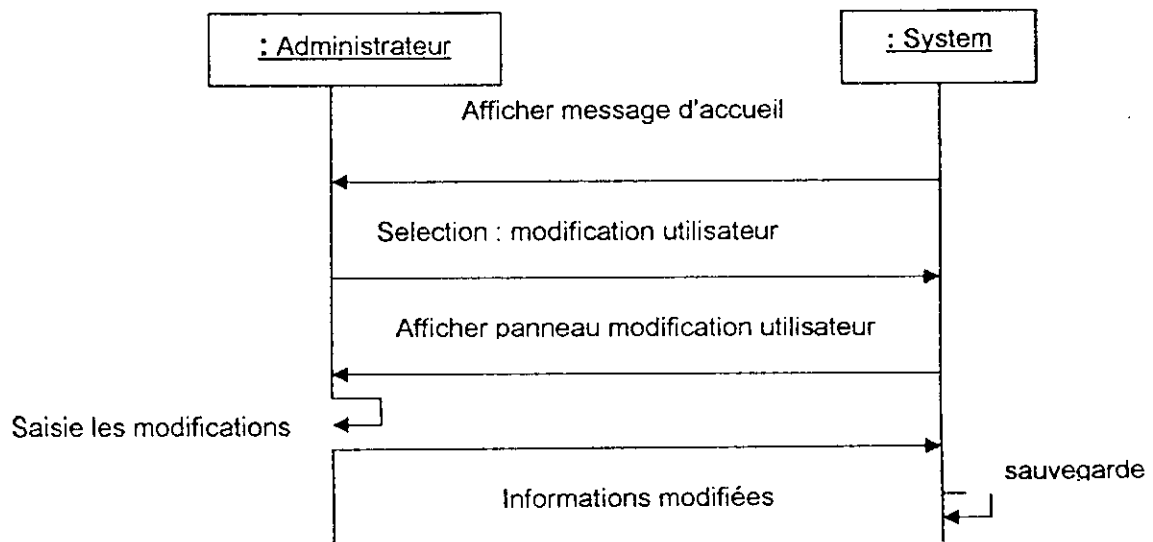 : Administrateur
: System
Afficher message d'accueil
Selection : modification utilisateur
Afficher panneau modification utilisateur
Saisie les modifications
sauvegarde
Informations modifiées